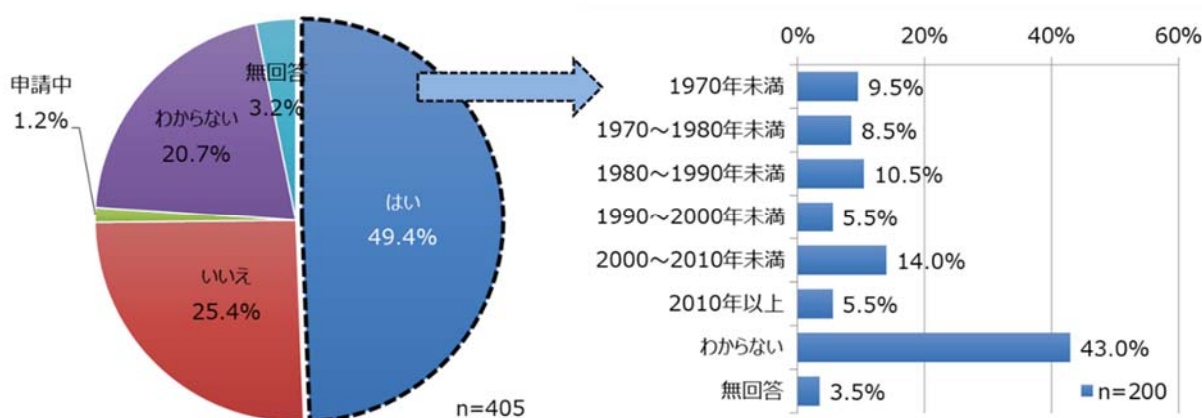 申請中
1.2%
わからない
20.7%
無回答
3.2%
はい
49.4%
いいえ
25.4%
n=405
0% 20% 40% 60%
1970年未満 9.5%
1970～1980年未満 8.5%
1980～1990年未満 10.5%
1990～2000年未満 5.5%
2000～2010年未満 14.0%
2010年以上 5.5%
わからない 43.0%
無回答 3.5%
n=200